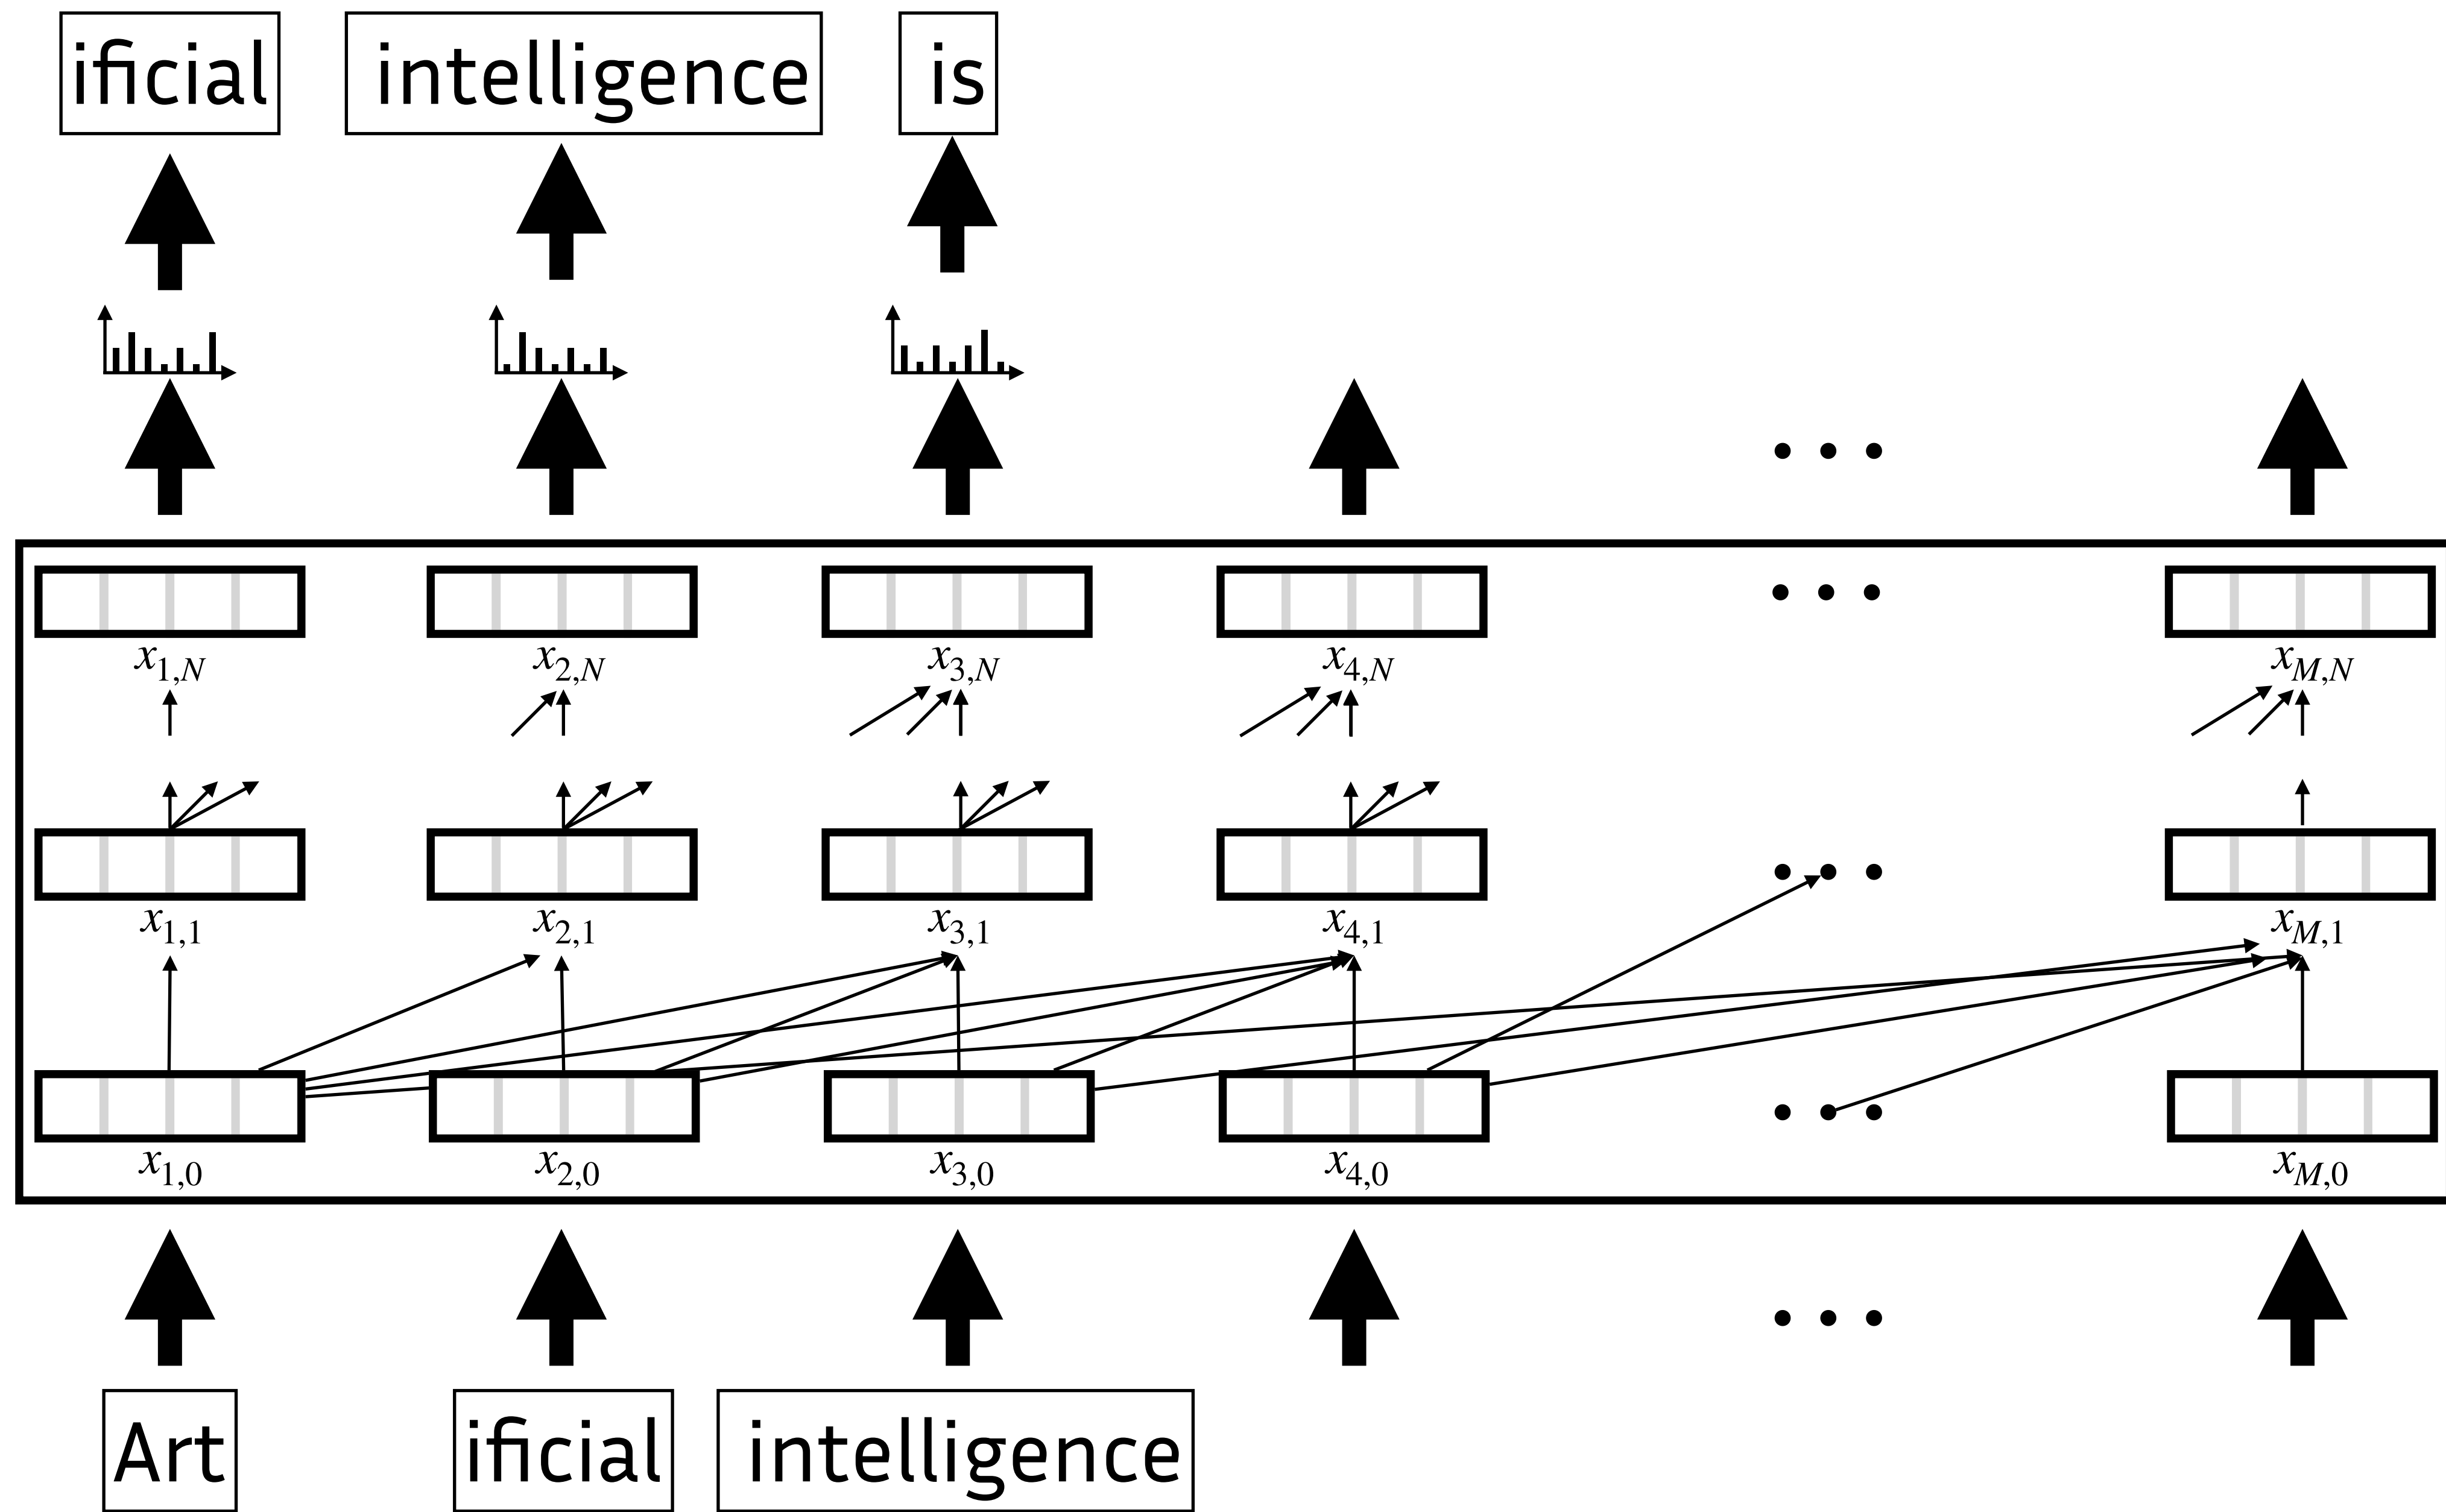 ificial intelligence is
x1,N x2,N x3,N x4,N xM,N
x1,1 x2,1 x3,1 x4,1 xM,1
x1,0 x2,0 x3,0 x4,0 xM,0
Art ificial intelligence